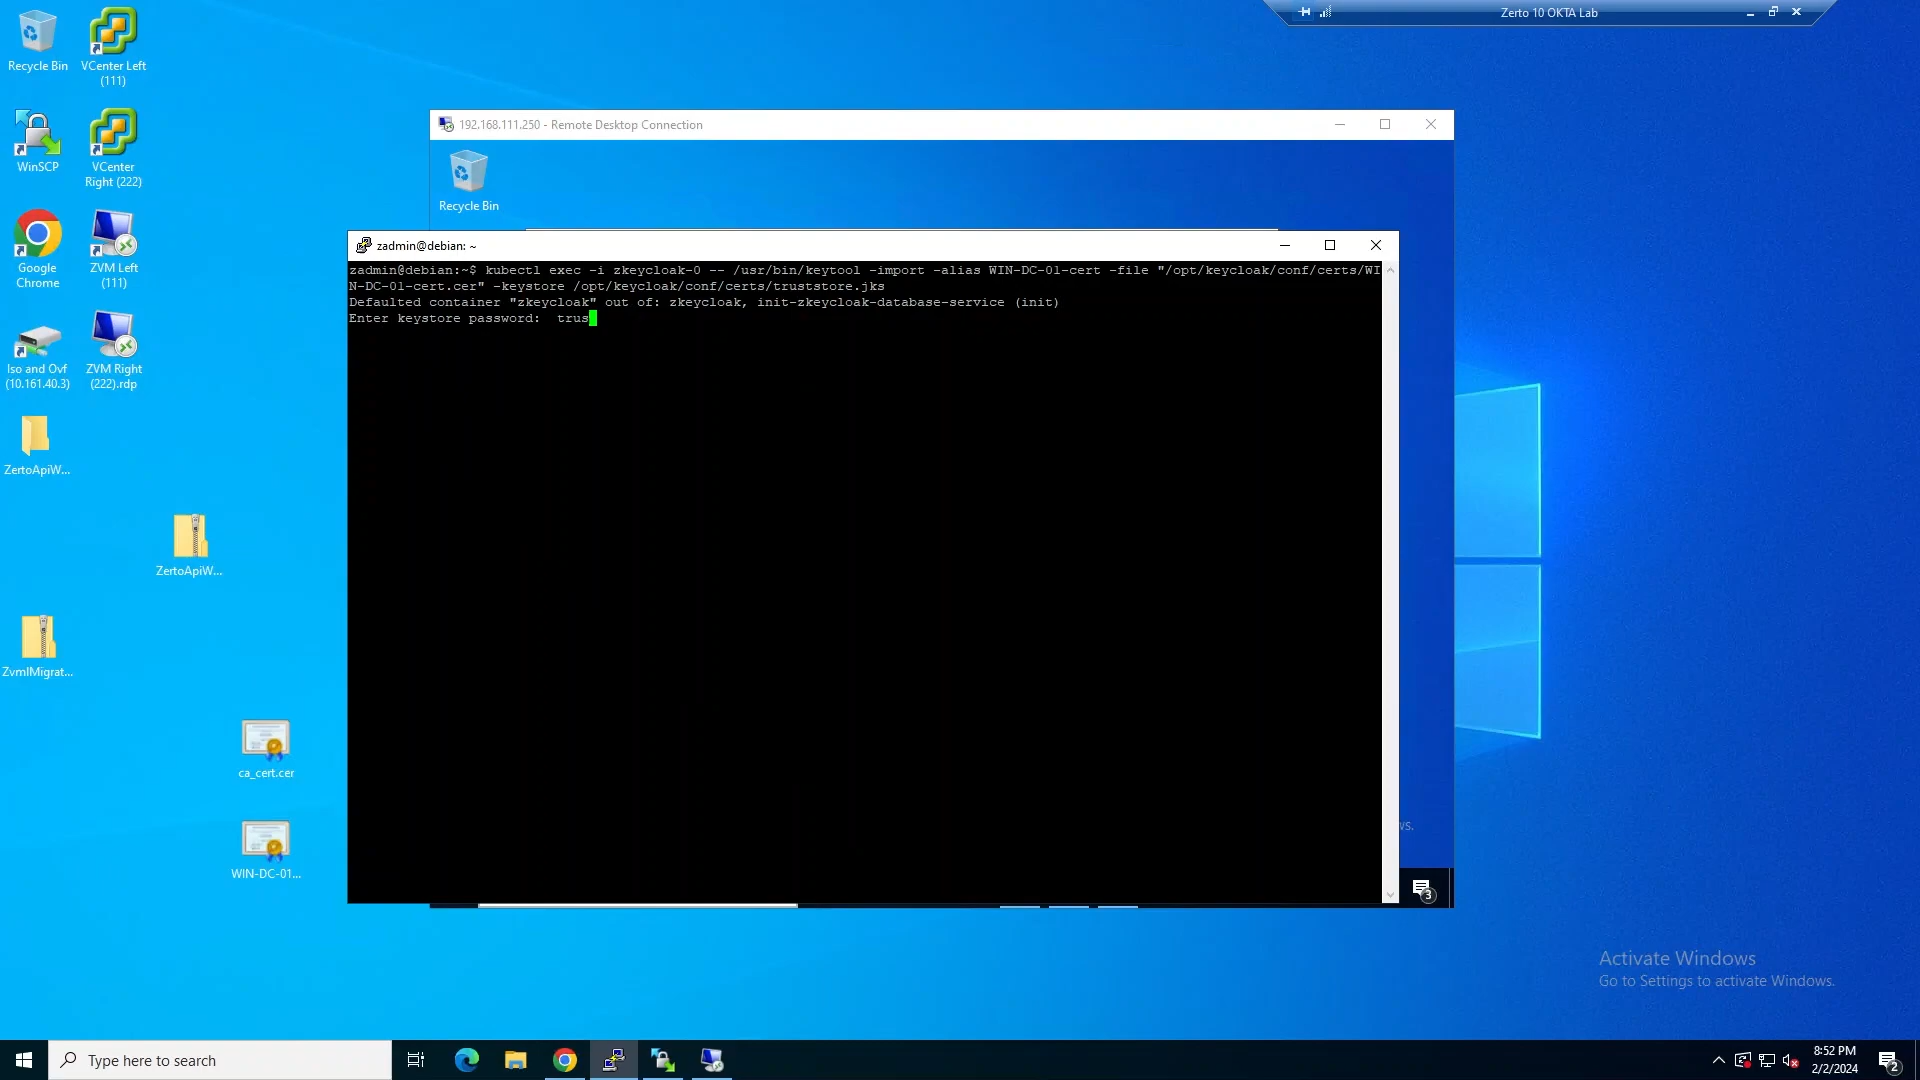 Zerto 10 OKTA Lab
Recycle Bin
VCenter Left
(111)
WinSCP
VCenter
Right (222)
Google
Chrome
ZVM Left
(111)
Iso and Ovf
(10.161.40.3)
ZVM Right
(222).rdp
ZertoApiW...
ZertoApiW...
ZvmlMigrat...
ca_cert.cer
WIN-DC-01...
192.168.111.250 - Remote Desktop Connection
Recycle Bin
zadmin@debian: ~
zadmin@debian:~$ kubectl exec -i zkeycloak-0 -- /usr/bin/keytool -import -alias WIN-DC-01-cert -file "/opt/keycloak/conf/certs/WI
N-DC-01-cert.cer" -keystore /opt/keycloak/conf/certs/truststore.jks
Defaulted container "zkeycloak" out of: zkeycloak, init-zkeycloak-database-service (init)
Enter keystore password:  trus
ws.
3
Activate Windows
Go to Settings to activate Windows.
Type here to search
8:52 PM
2/2/2024
2